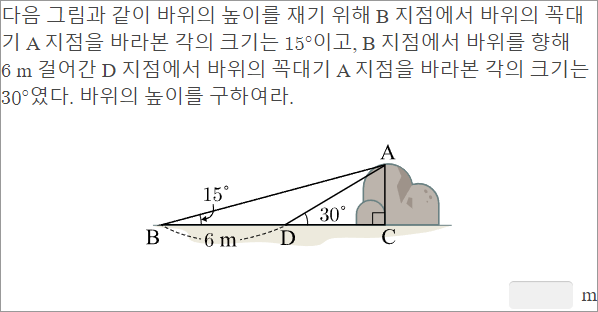 다음 그림과 같이 바위의 높이를 재기 위해 B 지점에서 바위의 꼭대
기 A 지점을 바라본 각의 크기는 15°이고, B 지점에서 바위를 향해
6 m 걸어간 D 지점에서 바위의 꼭대기 A 지점을 바라본 각의 크기는
30°였다. 바위의 높이를 구하여라.
A
15°
30°
B 6 m D C
m